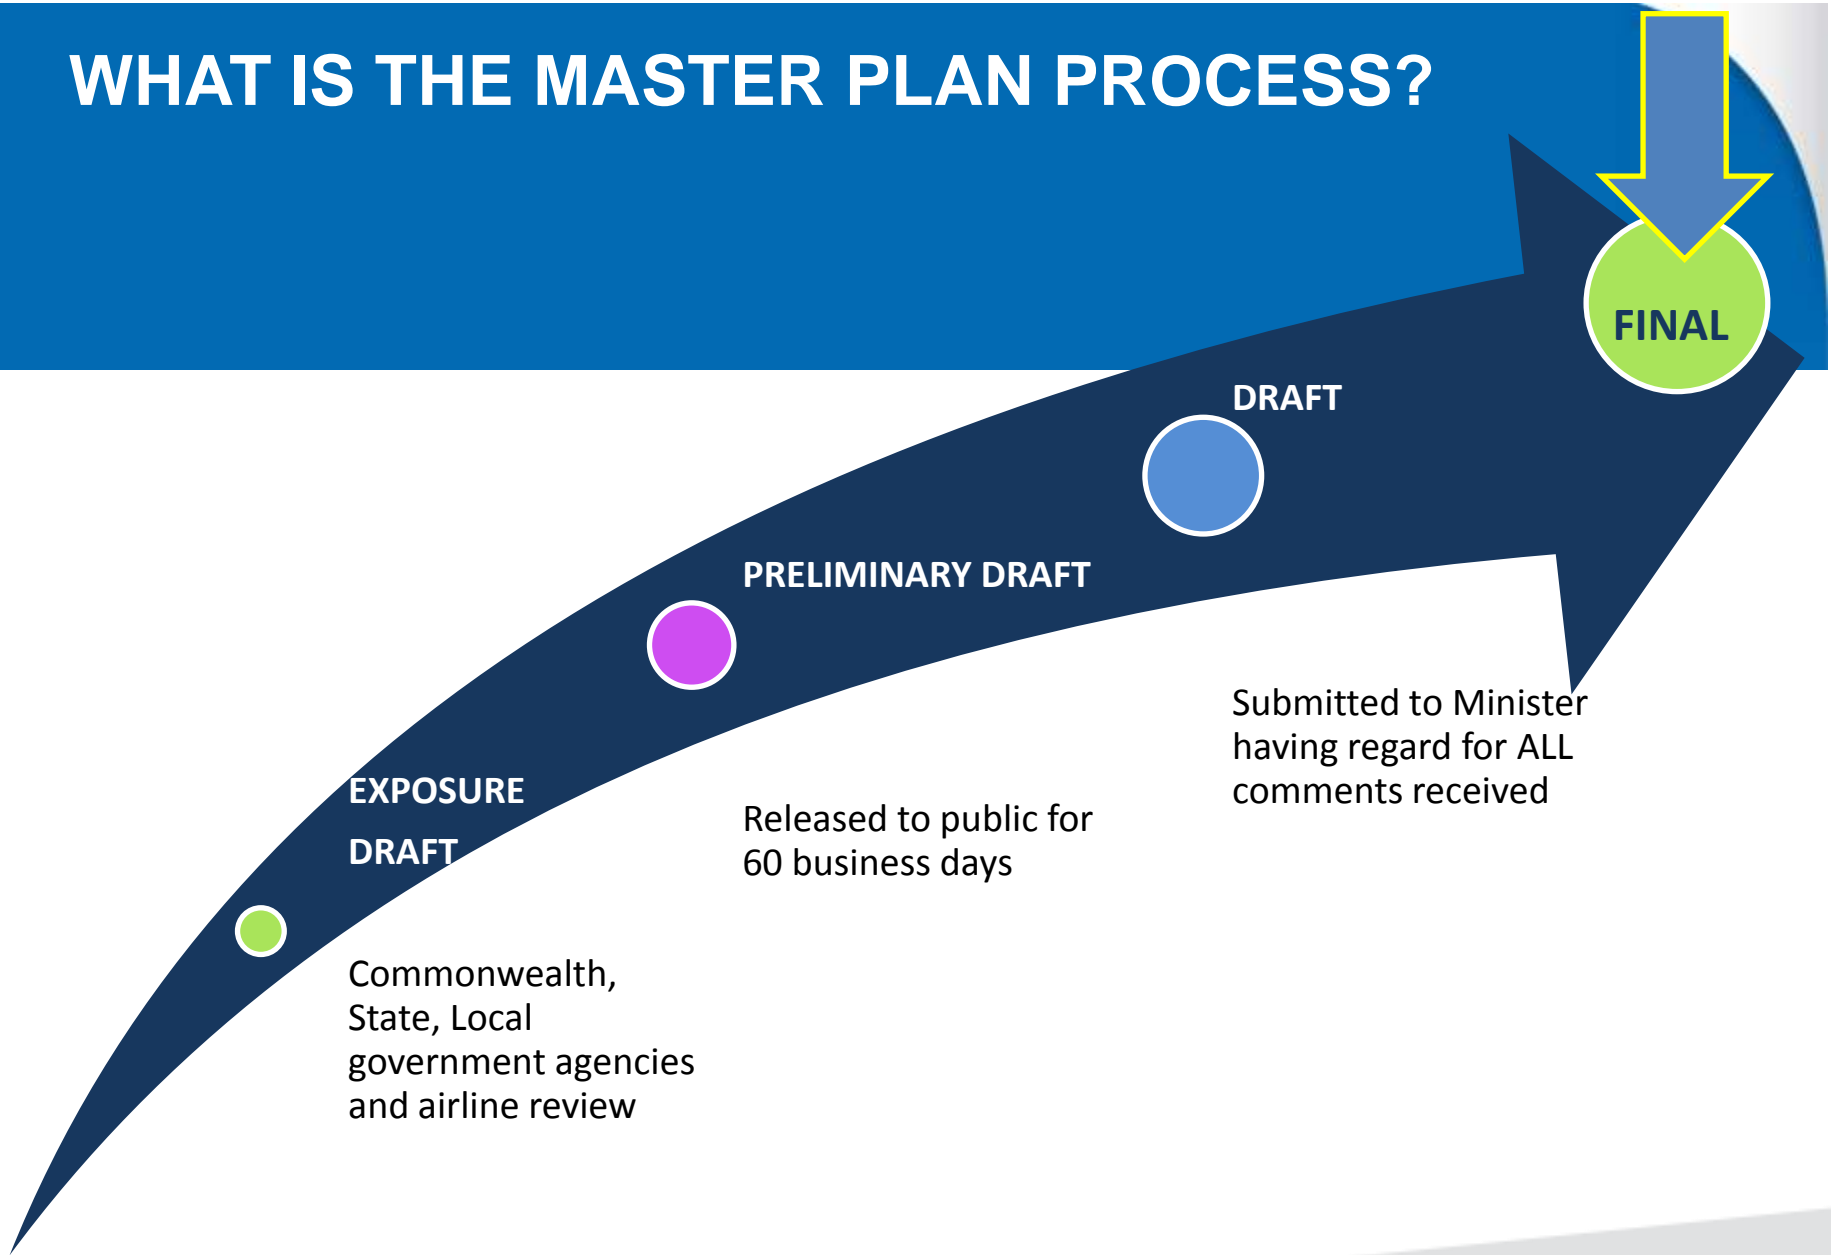 WHAT IS THE MASTER PLAN PROCESS?
EXPOSURE
DRAFT
Commonwealth,
State, Local
government agencies
and airline review
PRELIMINARY DRAFT
Released to public for
60 business days
DRAFT
Submitted to Minister
having regard for ALL
comments received
FINAL